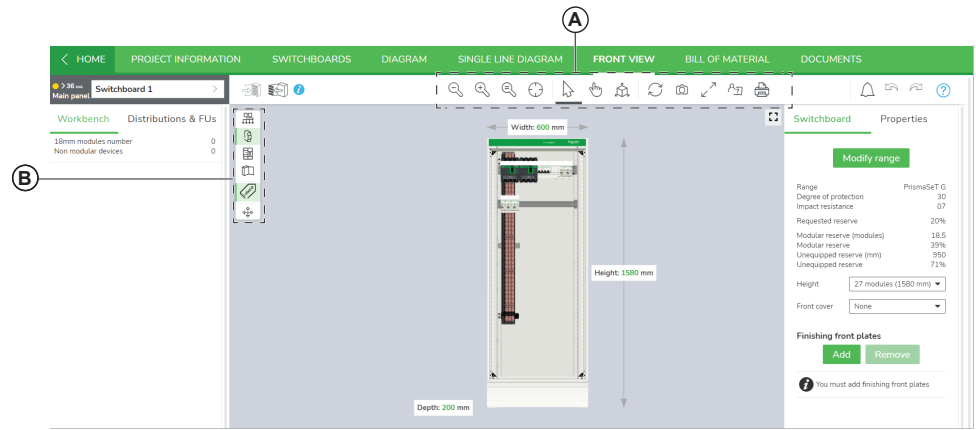 A
HOME PROJECT INFORMATION SWITCHBOARDS DIAGRAM SINGLE LINE DIAGRAM FRONT VIEW BILL OF MATERIAL DOCUMENTS
Main panel Switchboard 1
Workbench Distributions & FUs
18mm modules number 0
Non modular devices 0
B
Width: 600 mm
Height: 1580 mm
Depth: 200 mm
Switchboard Properties
Modify range
Range PrismaSeT G
Degree of protection 30
Impact resistance 07
Requested reserve 20%
Modular reserve (modules) 18.5
Modular reserve 39%
Unequipped reserve (mm) 950
Unequipped reserve 71%
Height 27 modules (1580 mm)
Front cover None
Finishing front plates
Add Remove
You must add finishing front plates